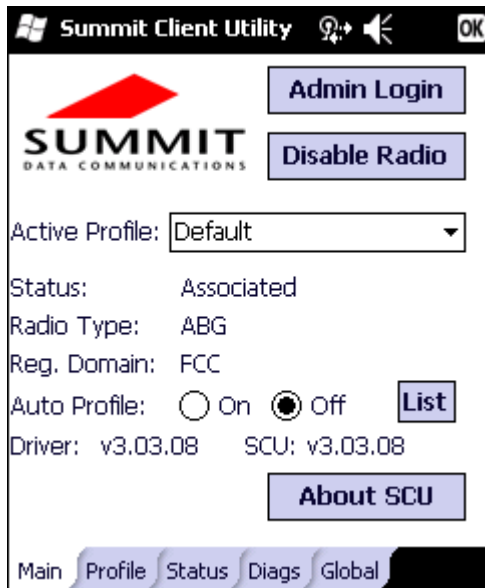 Summit Client Utility OK
Admin Login
SUMMIT
DATA COMMUNICATIONS
Disable Radio
Active Profile: Default
Status: Associated
Radio Type: ABG
Reg. Domain: FCC
Auto Profile: On Off List
Driver: v3.03.08 SCU: v3.03.08
About SCU
Main Profile Status Diags Global